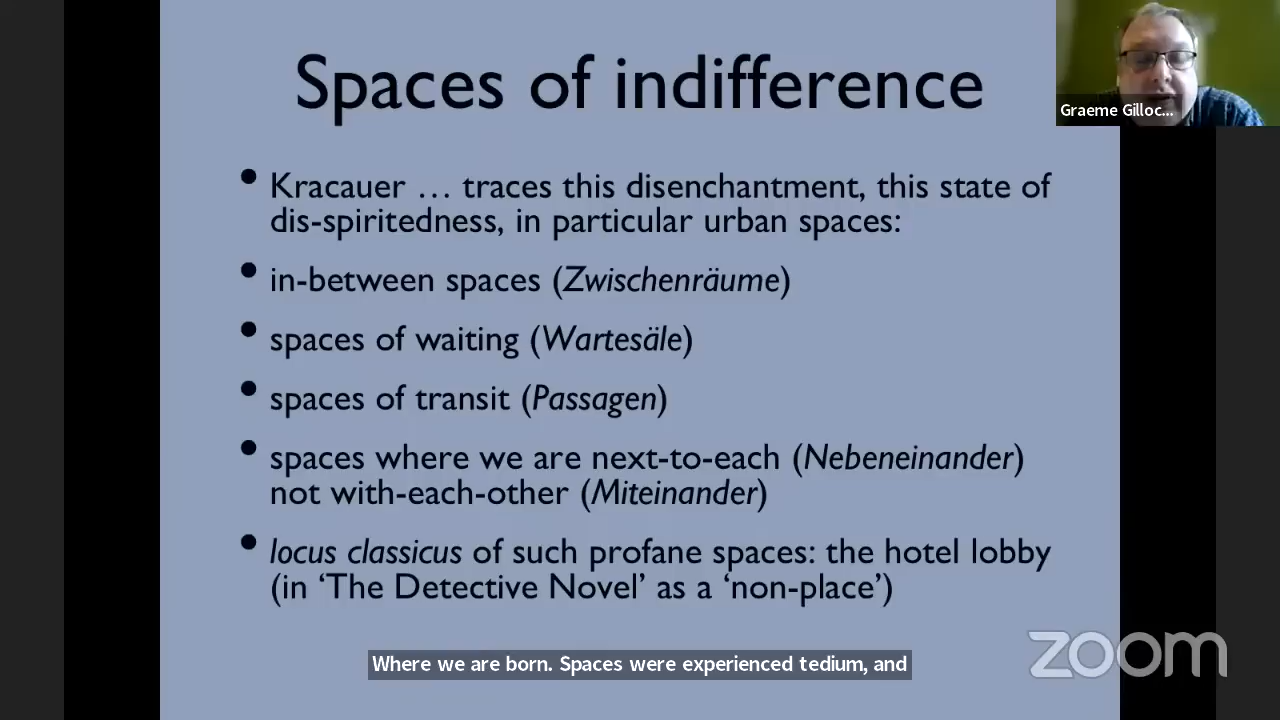 Spaces of indifference
Graeme Gilloc...
• Kracauer … traces this disenchantment, this state of
dis-spiritedness, in particular urban spaces:
• in-between spaces (Zwischenräume)
• spaces of waiting (Wartesäle)
• spaces of transit (Passagen)
• spaces where we are next-to-each (Nebeneinander)
not with-each-other (Miteinander)
• locus classicus of such profane spaces: the hotel lobby
(in ‘The Detective Novel’ as a ‘non-place’)
Where we are born. Spaces were experienced tedium, and
zoom